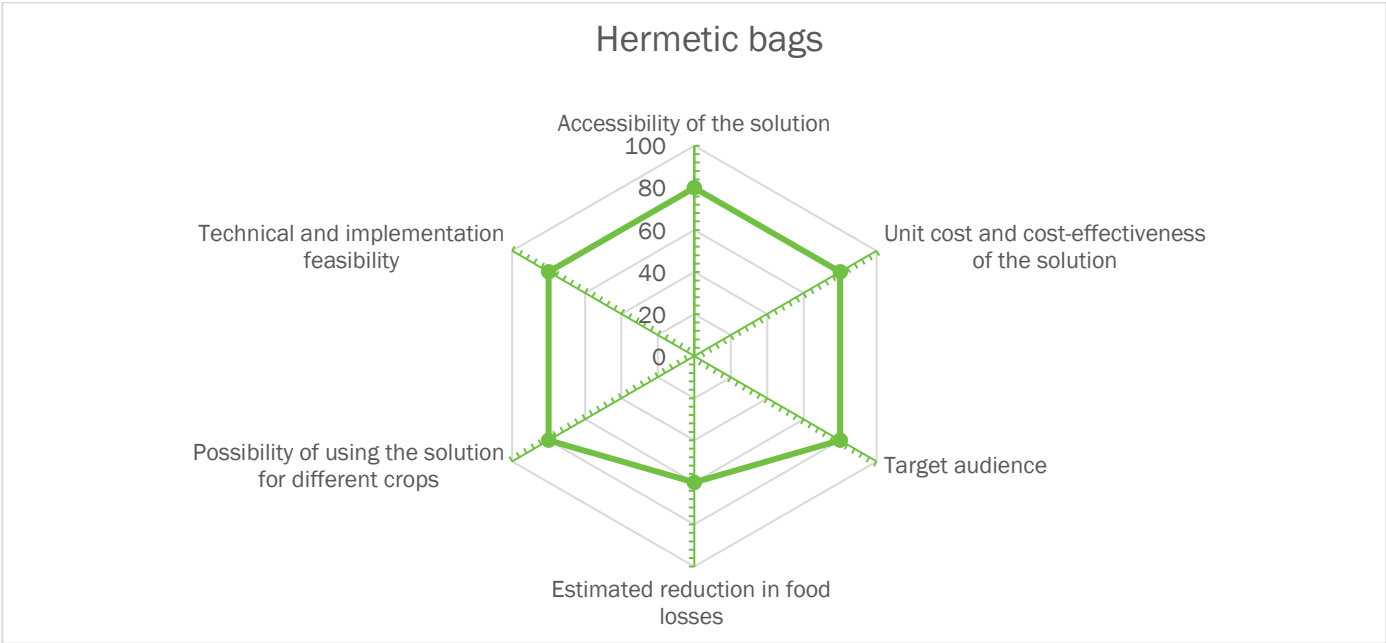 Hermetic bags
Accessibility of the solution
100
80
60
40
20
0
Unit cost and cost-effectiveness
of the solution
Target audience
Estimated reduction in food
losses
Possibility of using the solution
for different crops
Technical and implementation
feasibility